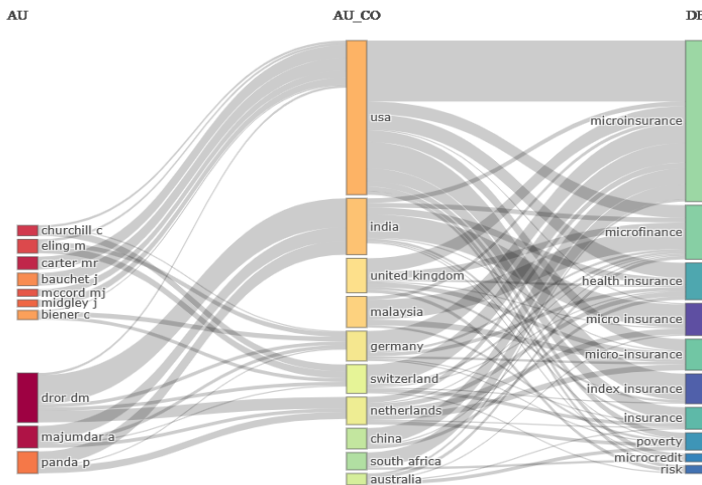 AU AU_CO DE
churchill c
eling m
carter mr
bauchet j
mccord mj
midgley j
biener c
dror dm
majumdar a
panda p
usa
india
united kingdom
malaysia
germany
switzerland
netherlands
china
south africa
australia
microinsurance
microfinance
health insurance
micro insurance
micro-insurance
index insurance
insurance
poverty
microcredit
risk